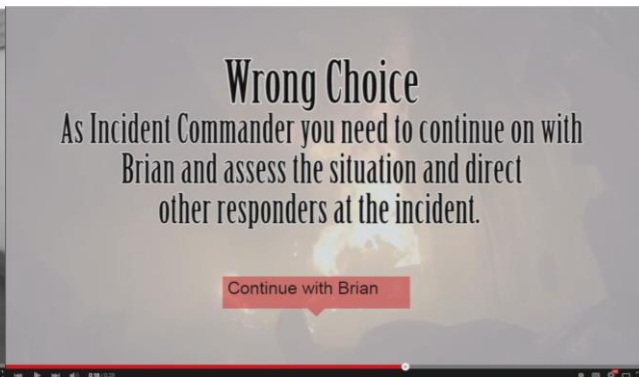 Wrong Choice
As Incident Commander you need to continue on with
Brian and assess the situation and direct
other responders at the incident.
Continue with Brian